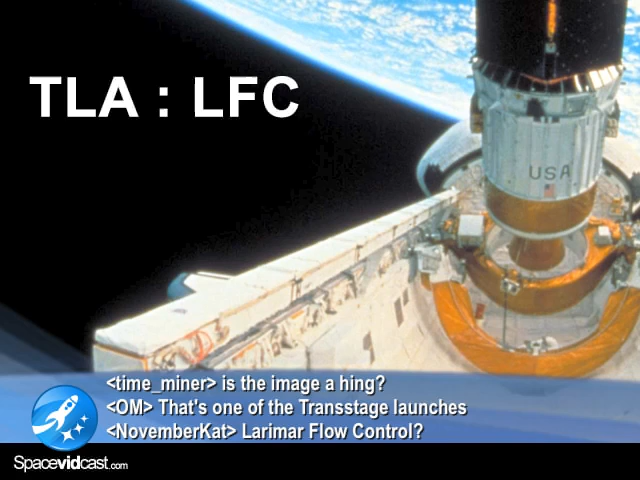 TLA : LFC
USA
<time_miner> is the image a hing?
<OM> That's one of the Transstage launches
<NovemberKat> Larimar Flow Control?
Spacevidcast.com